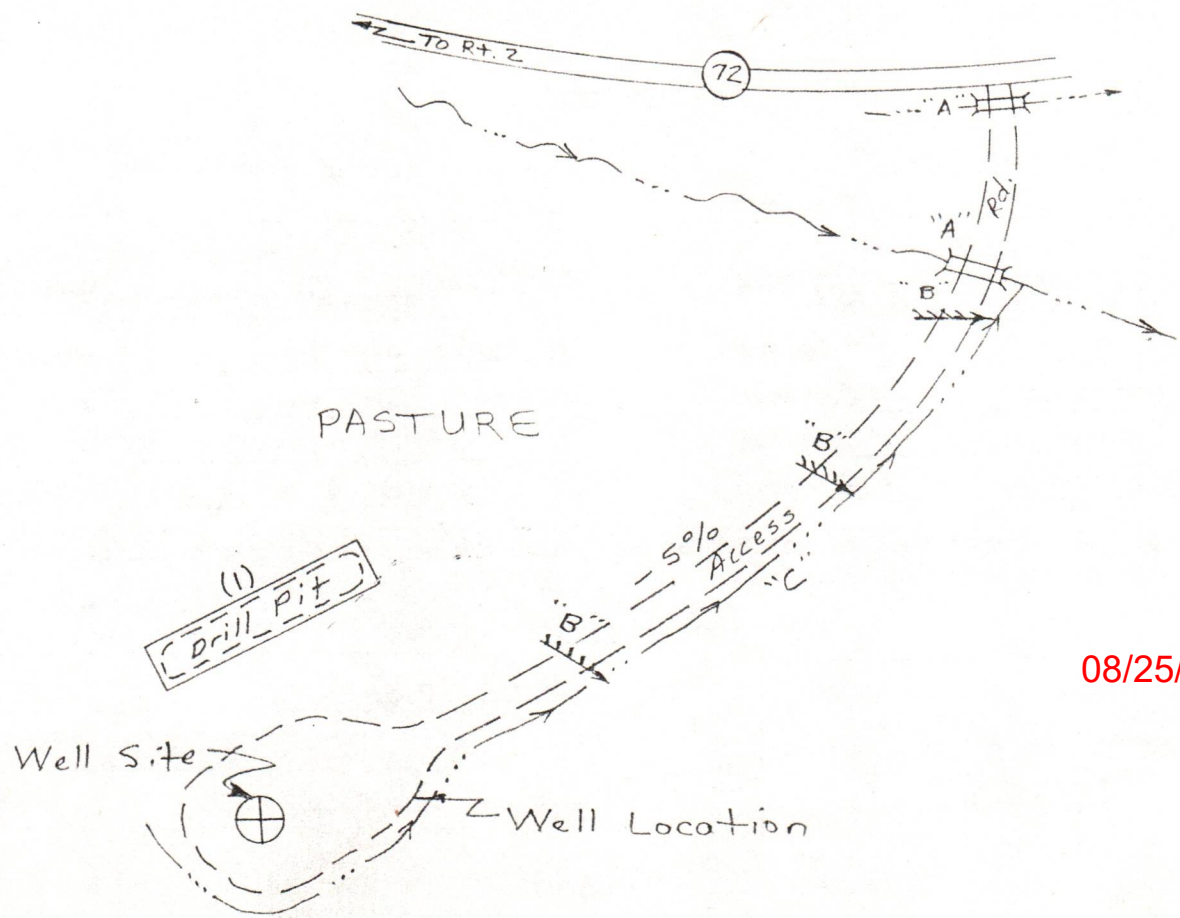 To Rt. 2
72
"A"
Rd.
"A"
"B"
PASTURE
"B"
5% Access
"C"
(1)
Drill Pit
"B"
08/25/
Well Site
Well Location